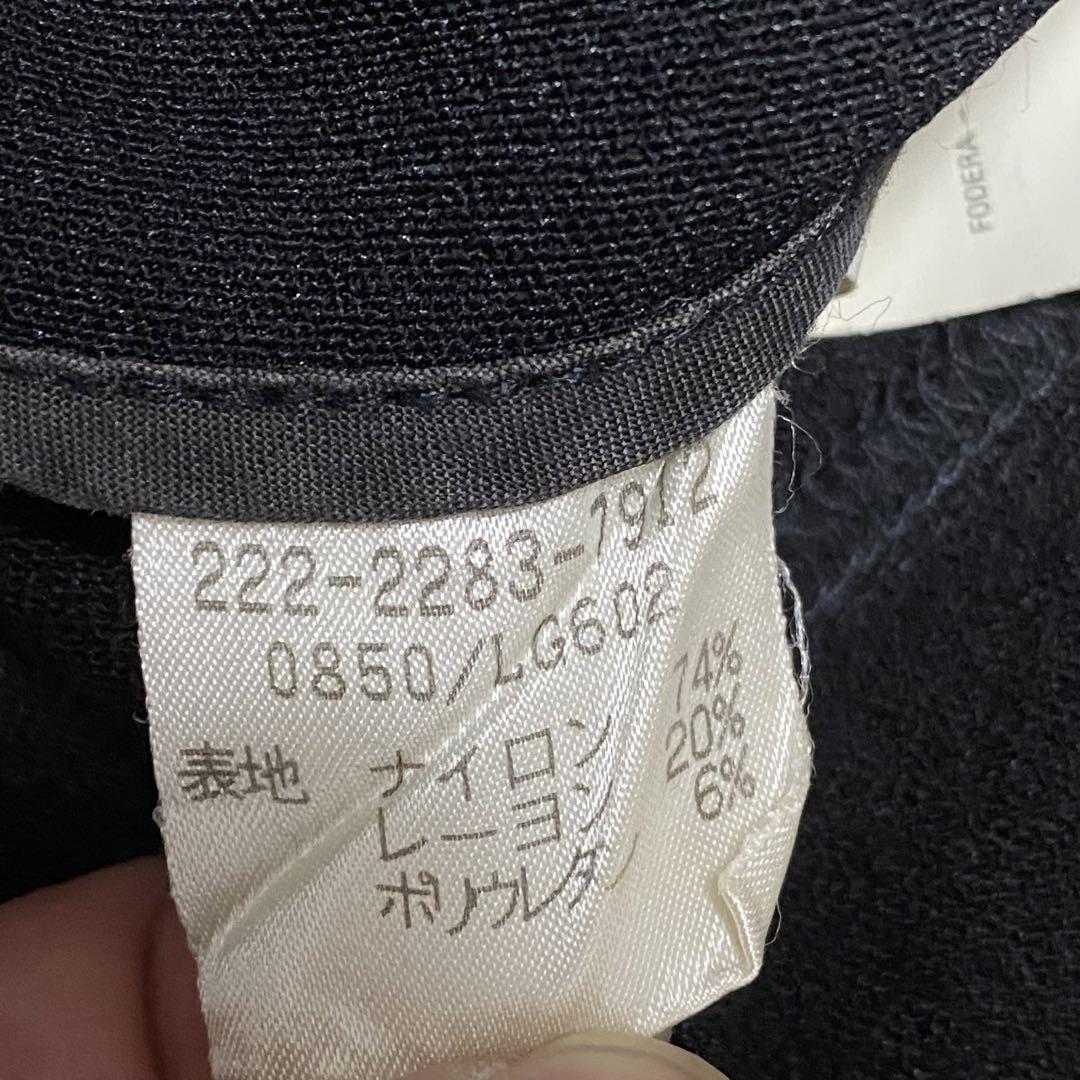 FODERA-
222-2283-1912
0850/LG602
表地 ナイロン 74%
レーヨン 20%
ポリウレタン 6%